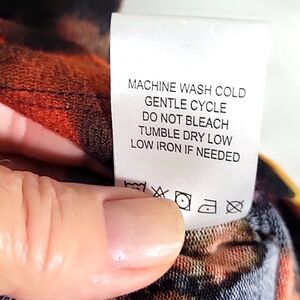 MACHINE WASH COLD
GENTLE CYCLE
DO NOT BLEACH
TUMBLE DRY LOW
LOW IRON IF NEEDED